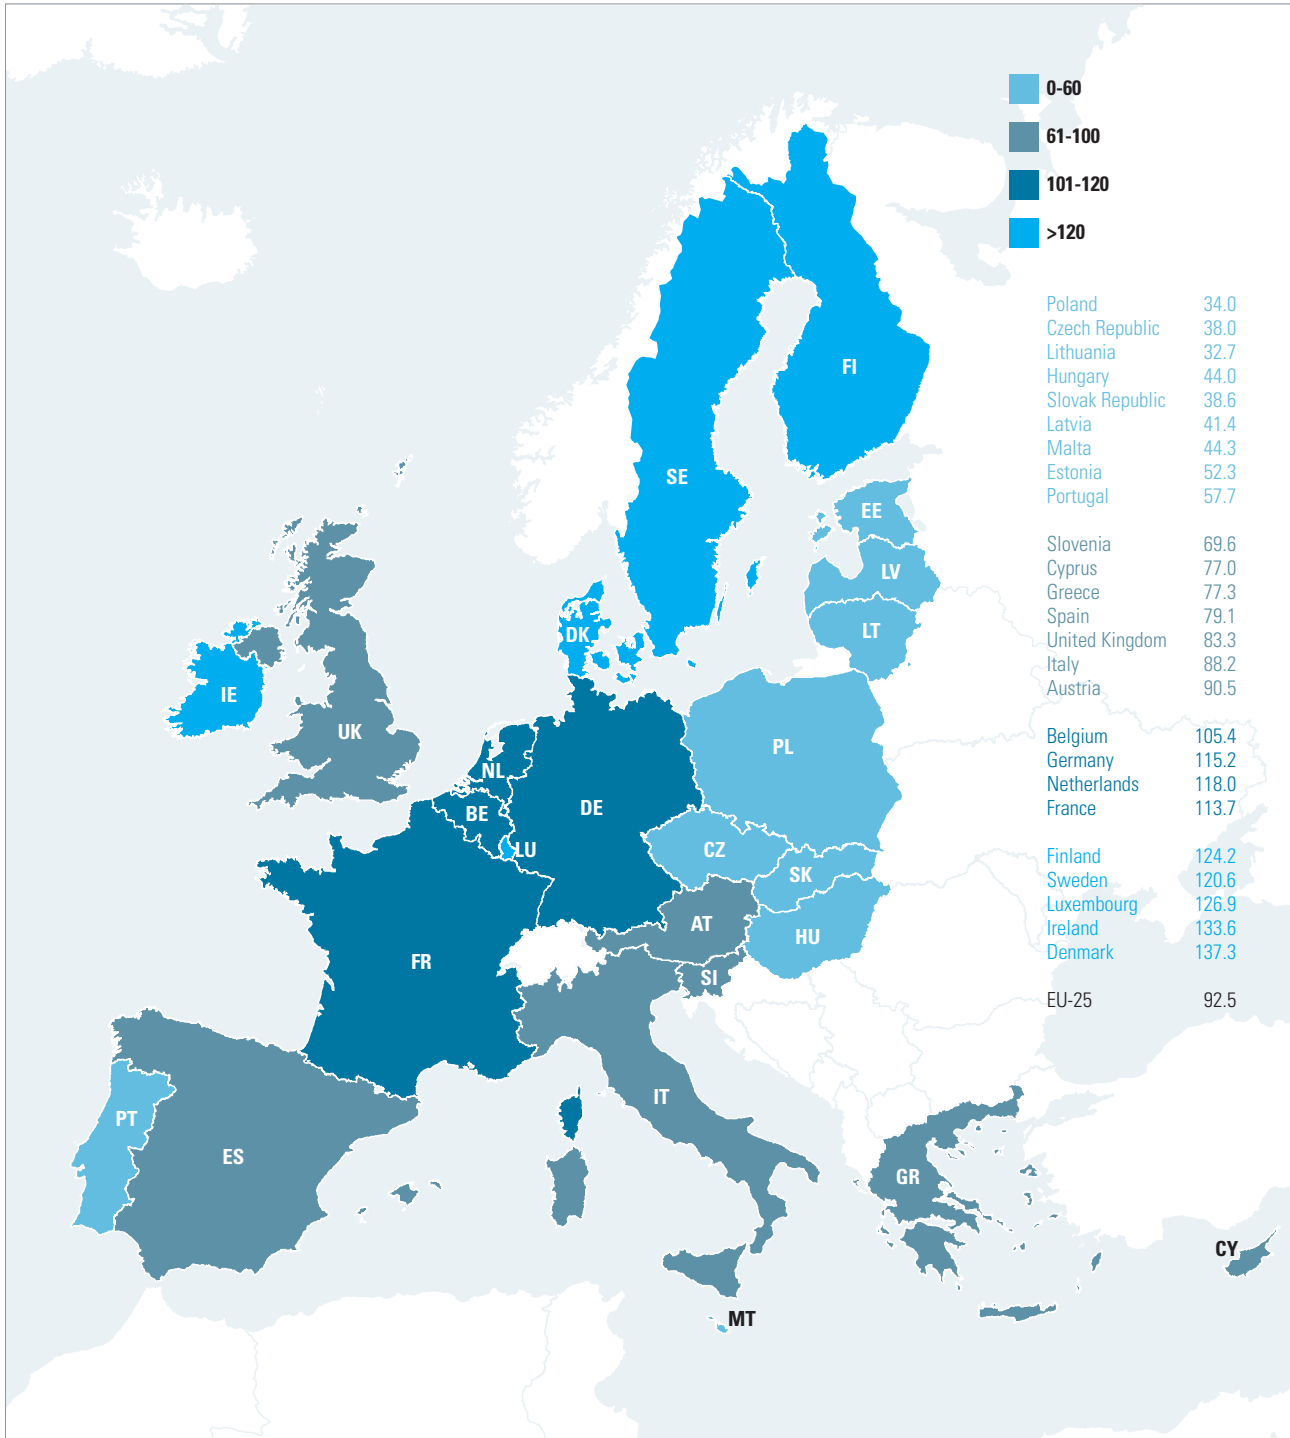 0-60
61-100
101-120
>120
Poland 34.0
Czech Republic 38.0
Lithuania 32.7
Hungary 44.0
Slovak Republic 38.6
Latvia 41.4
Malta 44.3
Estonia 52.3
Portugal 57.7
Slovenia 69.6
Cyprus 77.0
Greece 77.3
Spain 79.1
United Kingdom 83.3
Italy 88.2
Austria 90.5
Belgium 105.4
Germany 115.2
Netherlands 118.0
France 113.7
Finland 124.2
Sweden 120.6
Luxembourg 126.9
Ireland 133.6
Denmark 137.3
EU-25 92.5
FI
SE
EE
LV
LT
DK
IE
UK
PL
NL
DE
BE
LU
CZ
SK
AT
HU
FR
SI
IT
PT
ES
GR
CY
MT